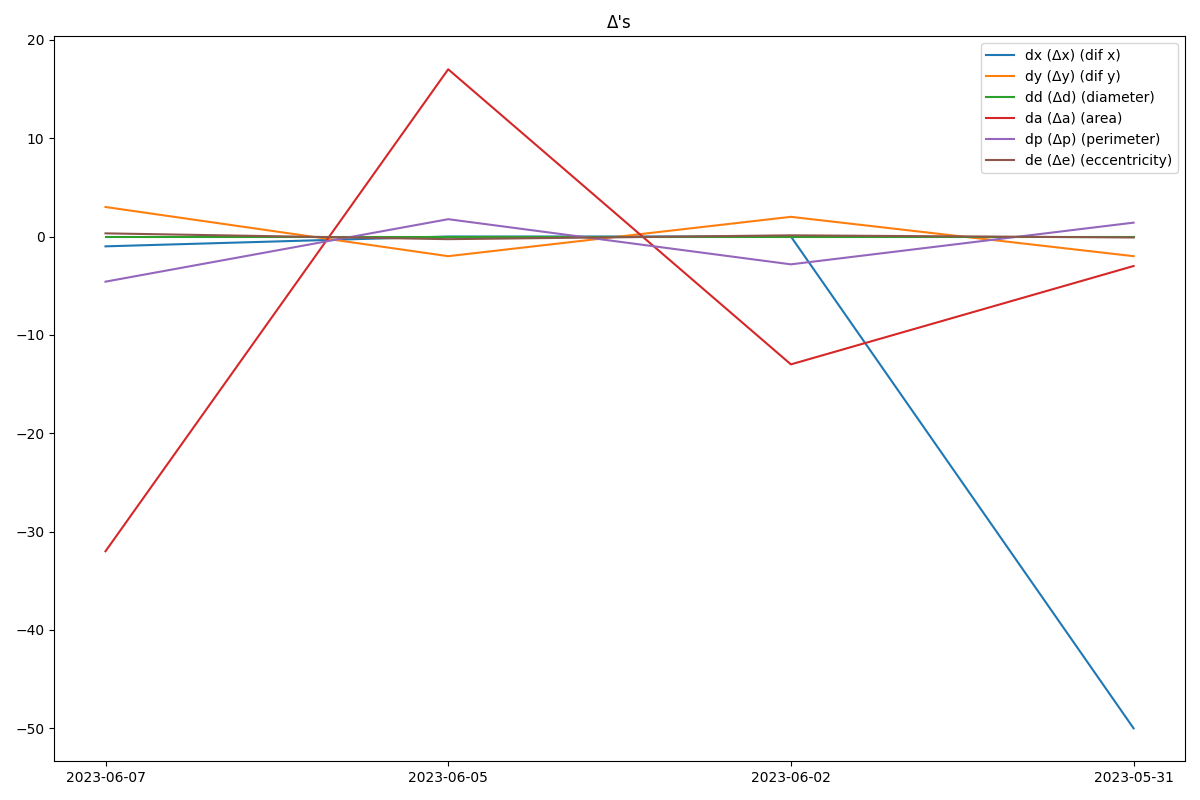 Δ's
20
10
0
−10
−20
−30
−40
−50
dx (Δx) (dif x)
dy (Δy) (dif y)
dd (Δd) (diameter)
da (Δa) (area)
dp (Δp) (perimeter)
de (Δe) (eccentricity)
2023-06-07
2023-06-05
2023-06-02
2023-05-31